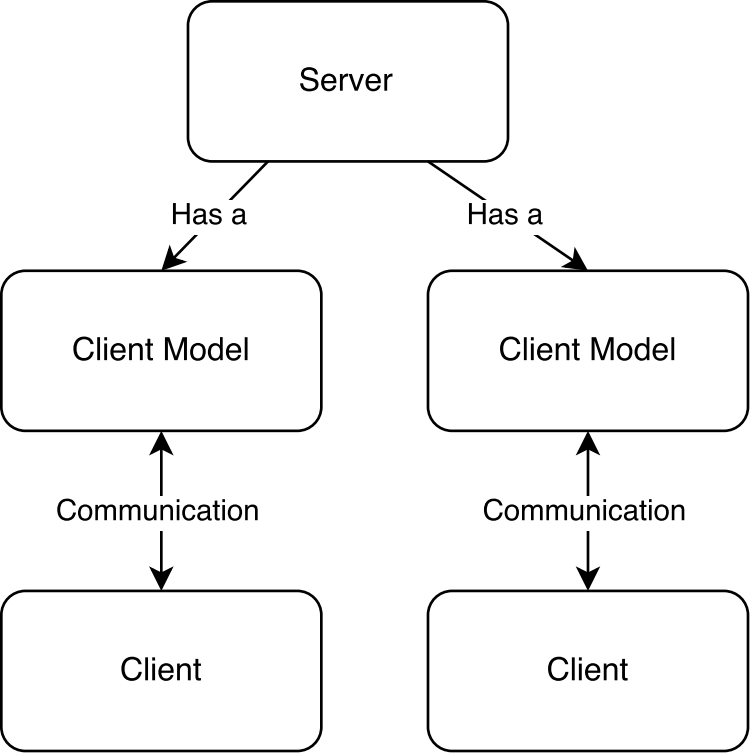 Server
Has a
Has a
Client Model
Client Model
Communication
Communication
Client
Client